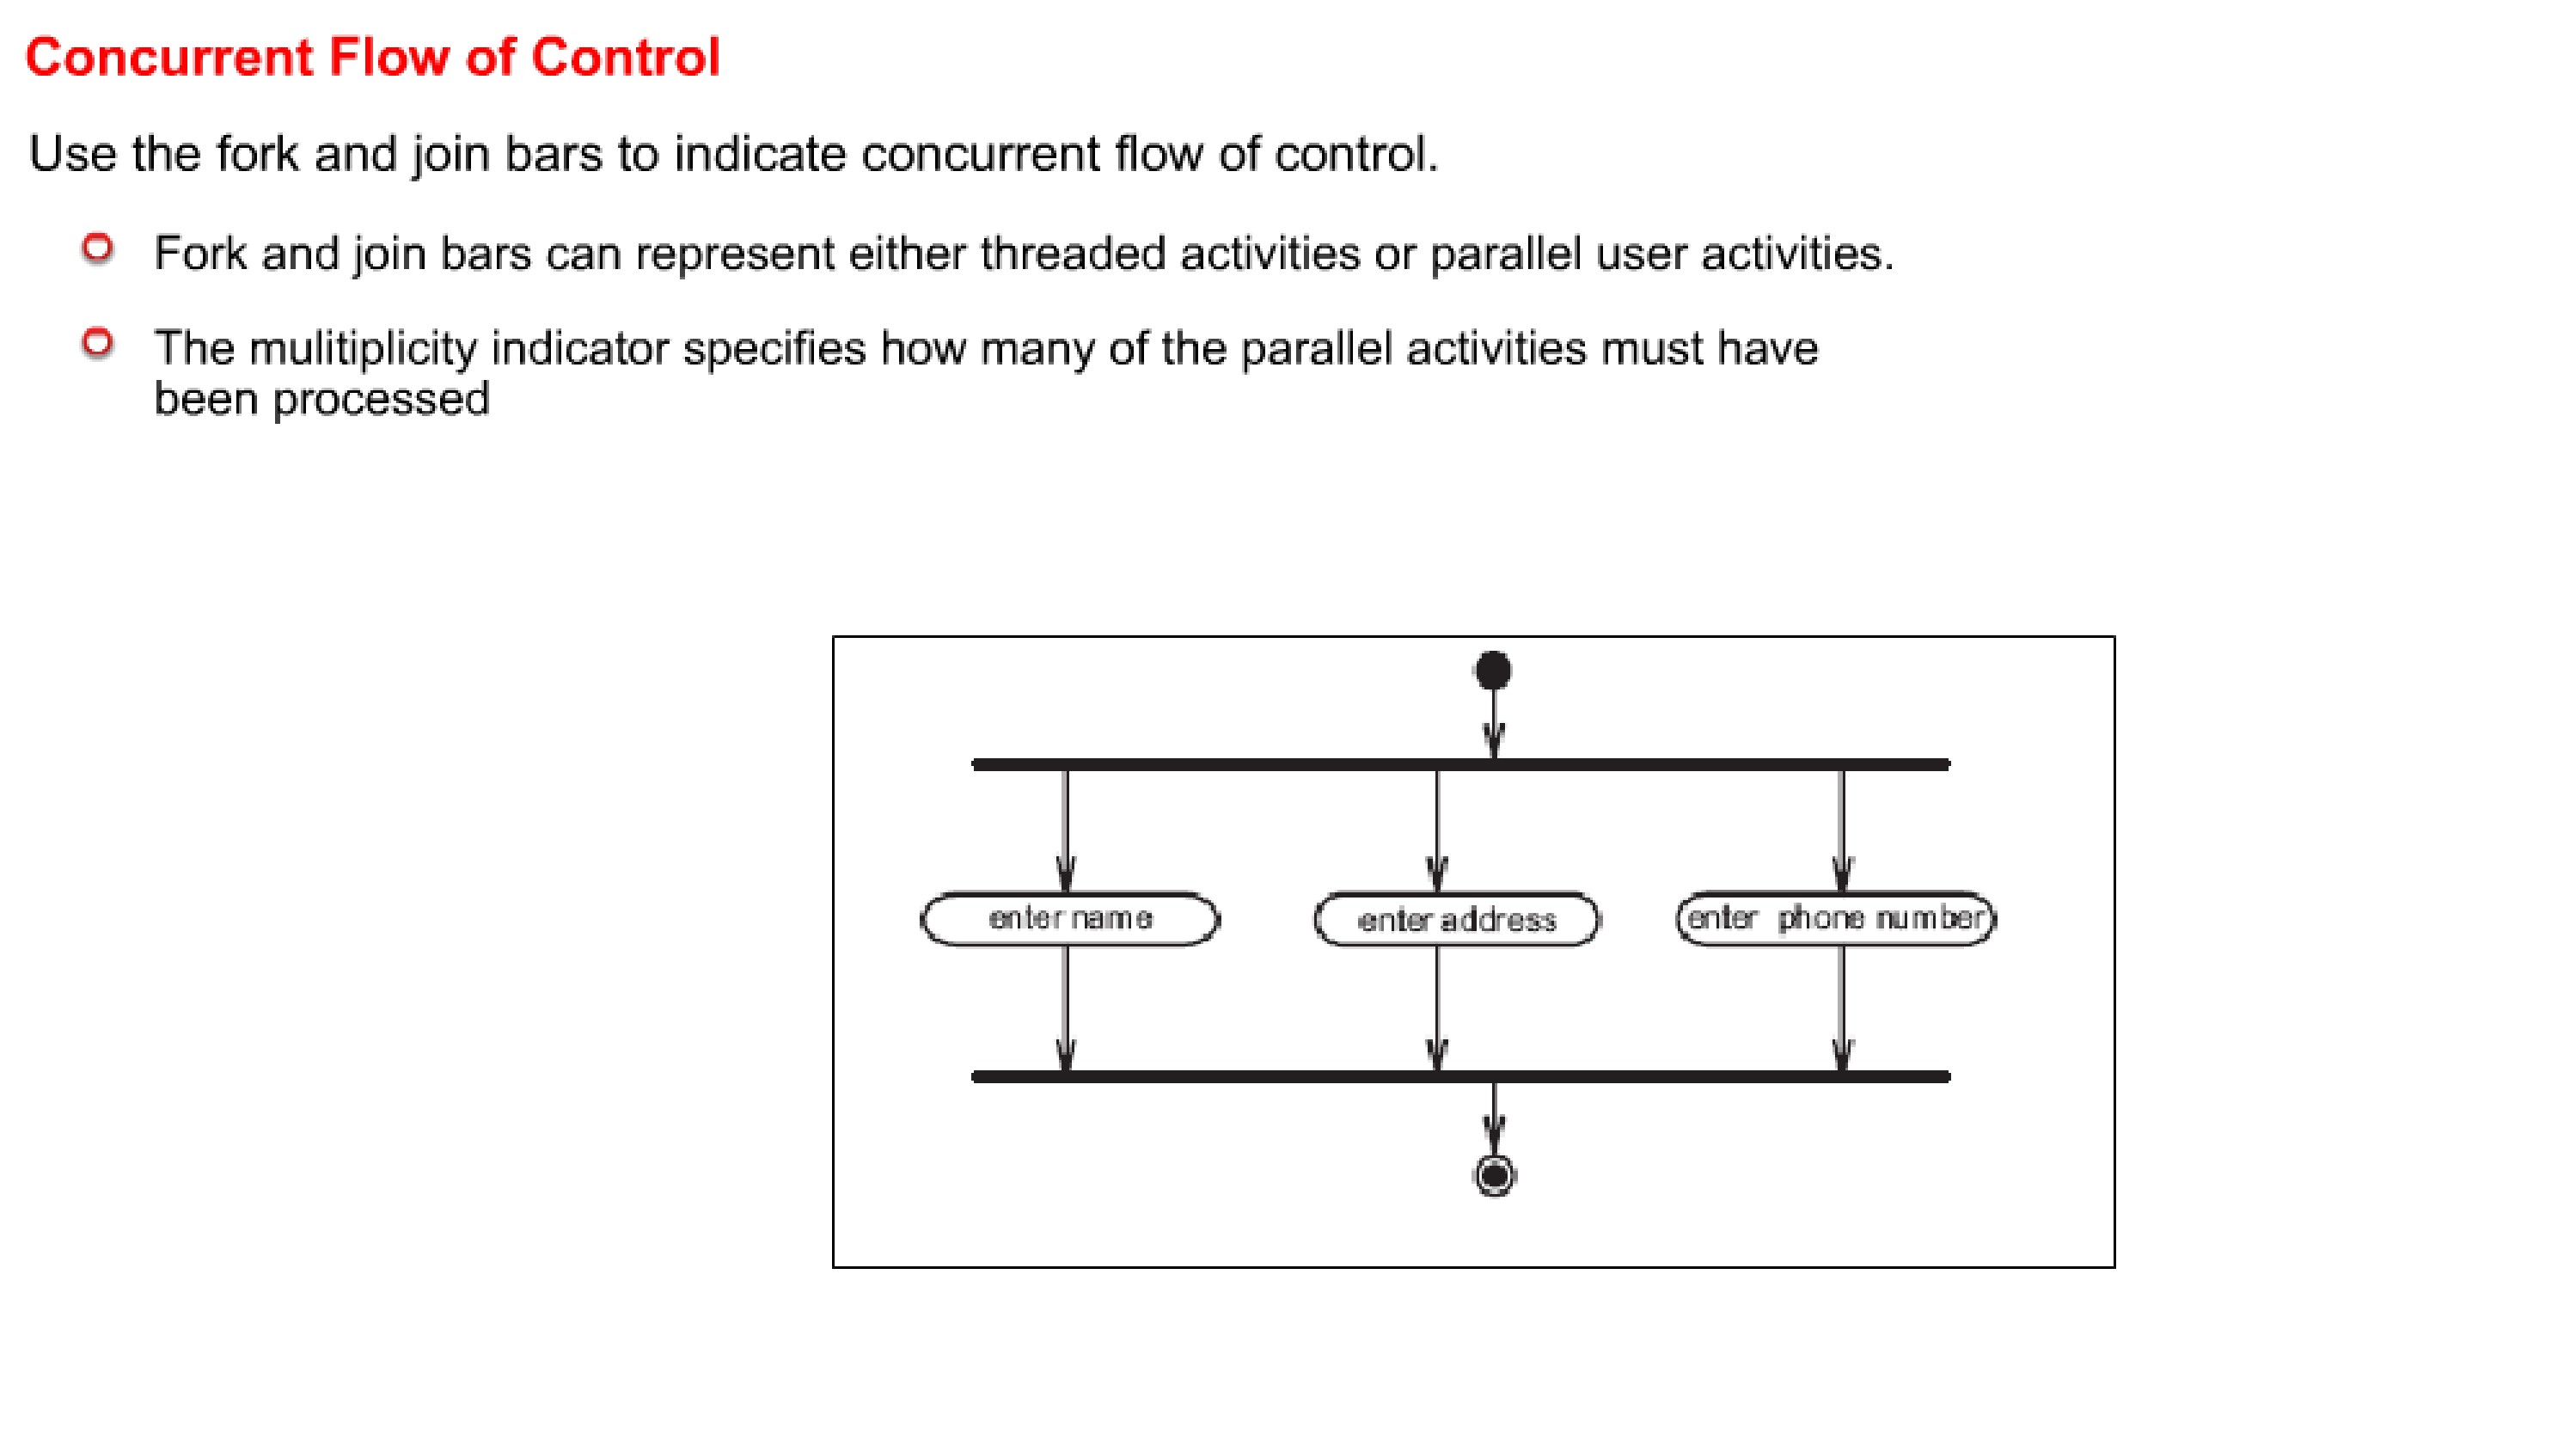 Concurrent Flow of Control
Use the fork and join bars to indicate concurrent flow of control.
Fork and join bars can represent either threaded activities or parallel user activities.
The mulitiplicity indicator specifies how many of the parallel activities must have
been processed
enter name
enter address
enter phone number